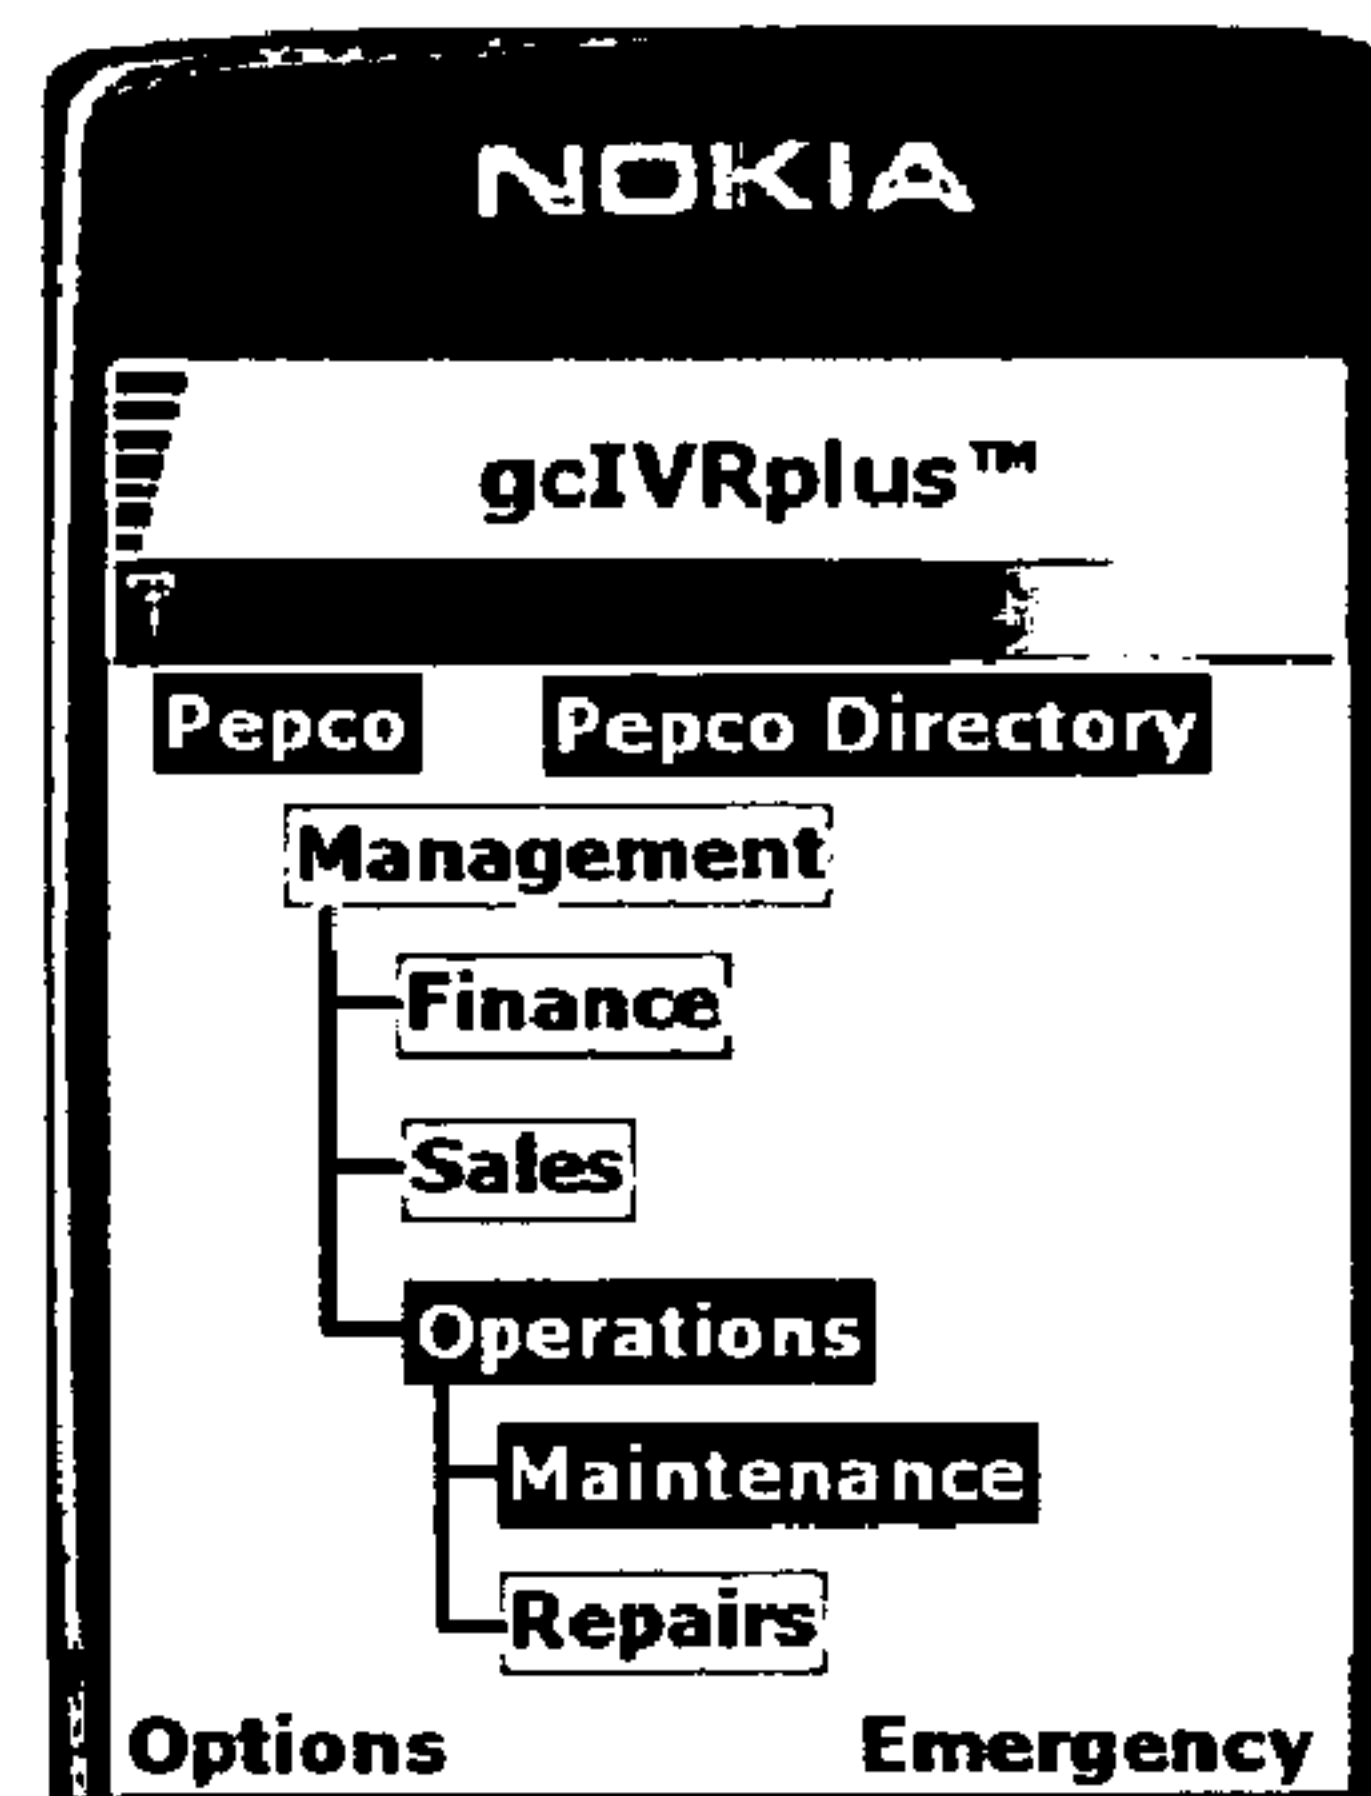 NOKIA
gcIVRplus™
Pepco Pepco Directory
Management
Finance
Sales
Operations
Maintenance
Repairs
Options Emergency